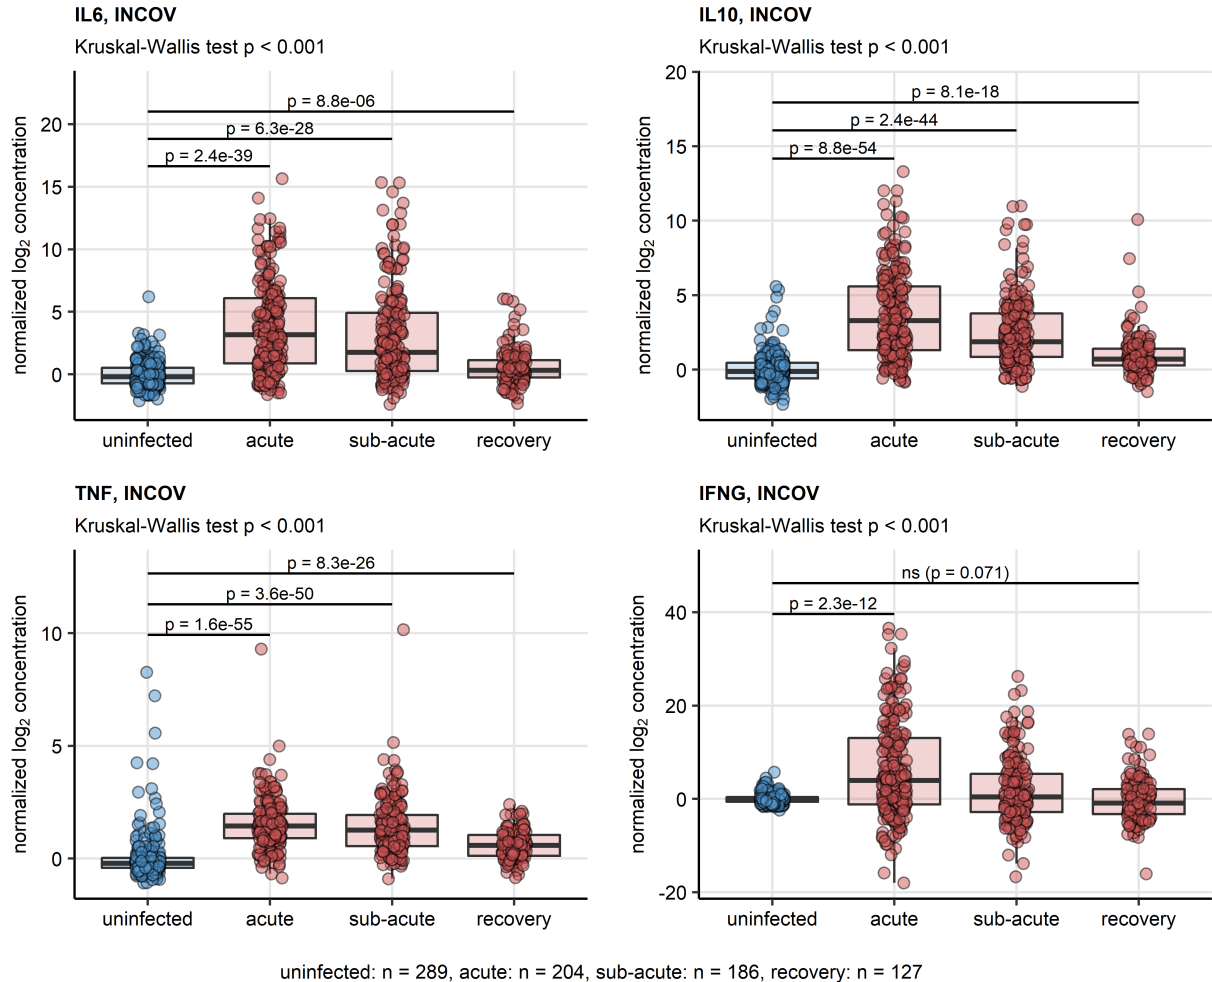 IL6, INCOV
Kruskal-Wallis test p < 0.001
normalized log₂ concentration
20
15
10
5
0
p = 8.8e-06
p = 6.3e-28
p = 2.4e-39
uninfected acute sub-acute recovery
IL10, INCOV
Kruskal-Wallis test p < 0.001
normalized log₂ concentration
20
15
10
5
0
p = 8.1e-18
p = 2.4e-44
p = 8.8e-54
uninfected acute sub-acute recovery
TNF, INCOV
Kruskal-Wallis test p < 0.001
normalized log₂ concentration
10
5
0
p = 8.3e-26
p = 3.6e-50
p = 1.6e-55
uninfected acute sub-acute recovery
IFNG, INCOV
Kruskal-Wallis test p < 0.001
normalized log₂ concentration
40
20
0
-20
ns (p = 0.071)
p = 2.3e-12
uninfected acute sub-acute recovery
uninfected: n = 289, acute: n = 204, sub-acute: n = 186, recovery: n = 127